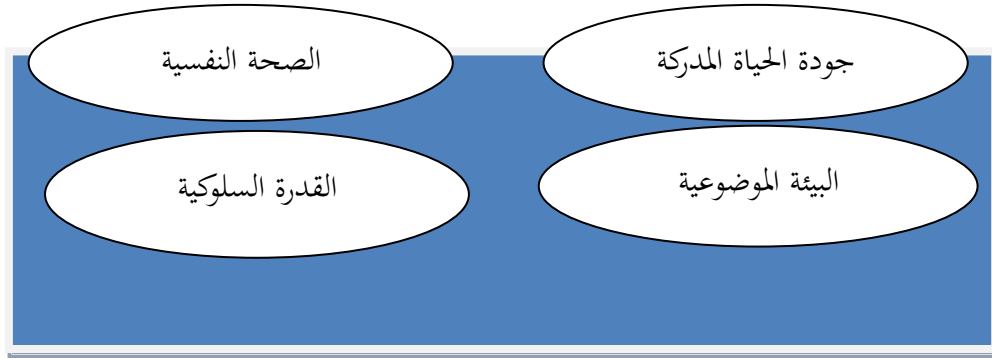 جودة الحياة المدركة
الصحة النفسية
البيئة الموضوعية
القدرة السلوكية